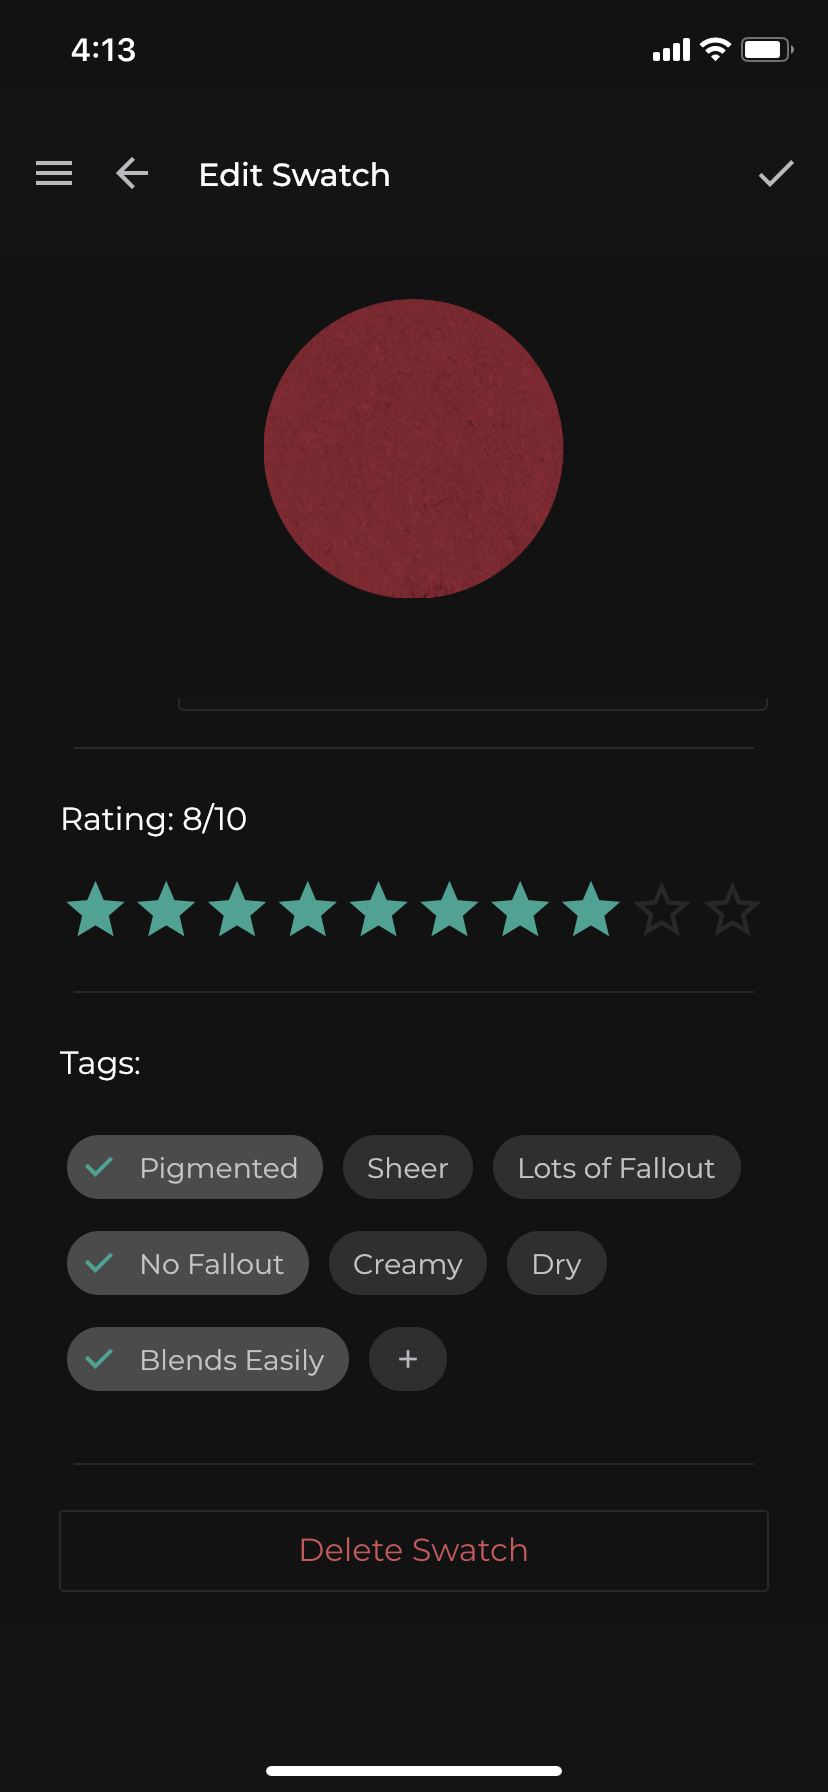 4:13
Edit Swatch
Rating: 8/10
Tags:
Pigmented Sheer Lots of Fallout
No Fallout Creamy Dry
Blends Easily +
Delete Swatch